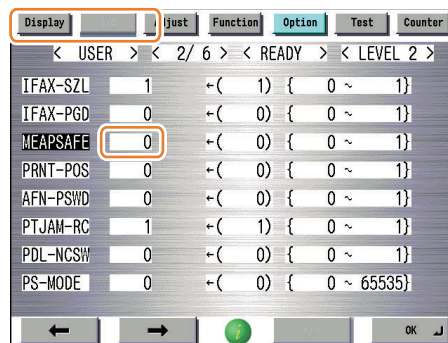 Display I/O Adjust Function Option Test Counter
< USER > < 2/ 6 > < READY > < LEVEL 2 >
IFAX-SZL 1 ←( 1) { 0 ~ 1}
IFAX-PGD 0 ←( 0) { 0 ~ 1}
MEAPSAFE 0 ←( 0) { 0 ~ 1}
PRNT-POS 0 ←( 0) { 0 ~ 1}
AFN-PSWD 0 ←( 0) { 0 ~ 1}
PTJAM-RC 1 ←( 1) { 0 ~ 1}
PDL-NCSW 0 ←( 0) { 0 ~ 1}
PS-MODE 0 ←( 0) { 0 ~ 65535}
← → i +/- OK